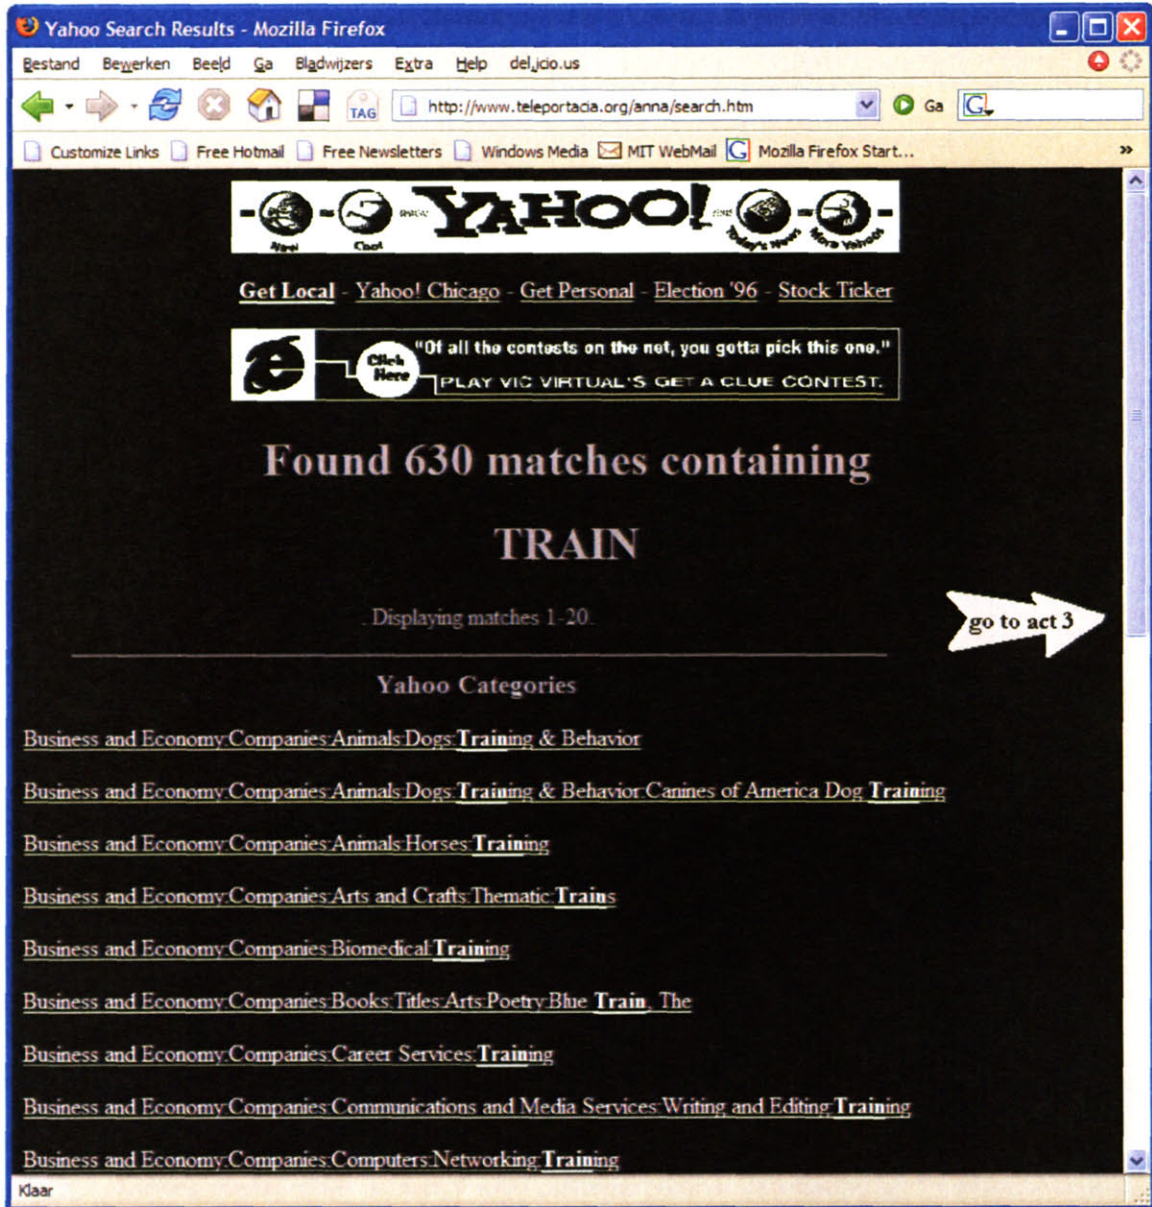 Yahoo Search Results - Mozilla Firefox
Bestand Bewerken Beeld Ga Bladwijzers Extra Help del.icio.us
TAG http://www.teleportacia.org/anna/search.htm Ga G
Customize Links Free Hotmail Free Newsletters Windows Media MIT WebMail G Mozilla Firefox Start... »
YAHOO!
New! Cool Today's News More Yahoos
Get Local - Yahoo! Chicago - Get Personal - Election '96 - Stock Ticker
"Of all the contests on the net, you gotta pick this one."
Click Here
PLAY VIC VIRTUAL'S GET A CLUE CONTEST.
Found 630 matches containing
TRAIN
. Displaying matches 1-20.
go to act 3
Yahoo Categories
Business and Economy:Companies:Animals:Dogs:Training & Behavior
Business and Economy:Companies:Animals:Dogs:Training & Behavior:Canines of America Dog Training
Business and Economy:Companies:Animals:Horses:Training
Business and Economy:Companies:Arts and Crafts:Thematic:Trains
Business and Economy:Companies:Biomedical:Training
Business and Economy:Companies:Books:Titles:Arts:Poetry:Blue Train, The
Business and Economy:Companies:Career Services:Training
Business and Economy:Companies:Communications and Media Services:Writing and Editing:Training
Business and Economy:Companies:Computers:Networking:Training
Klaar